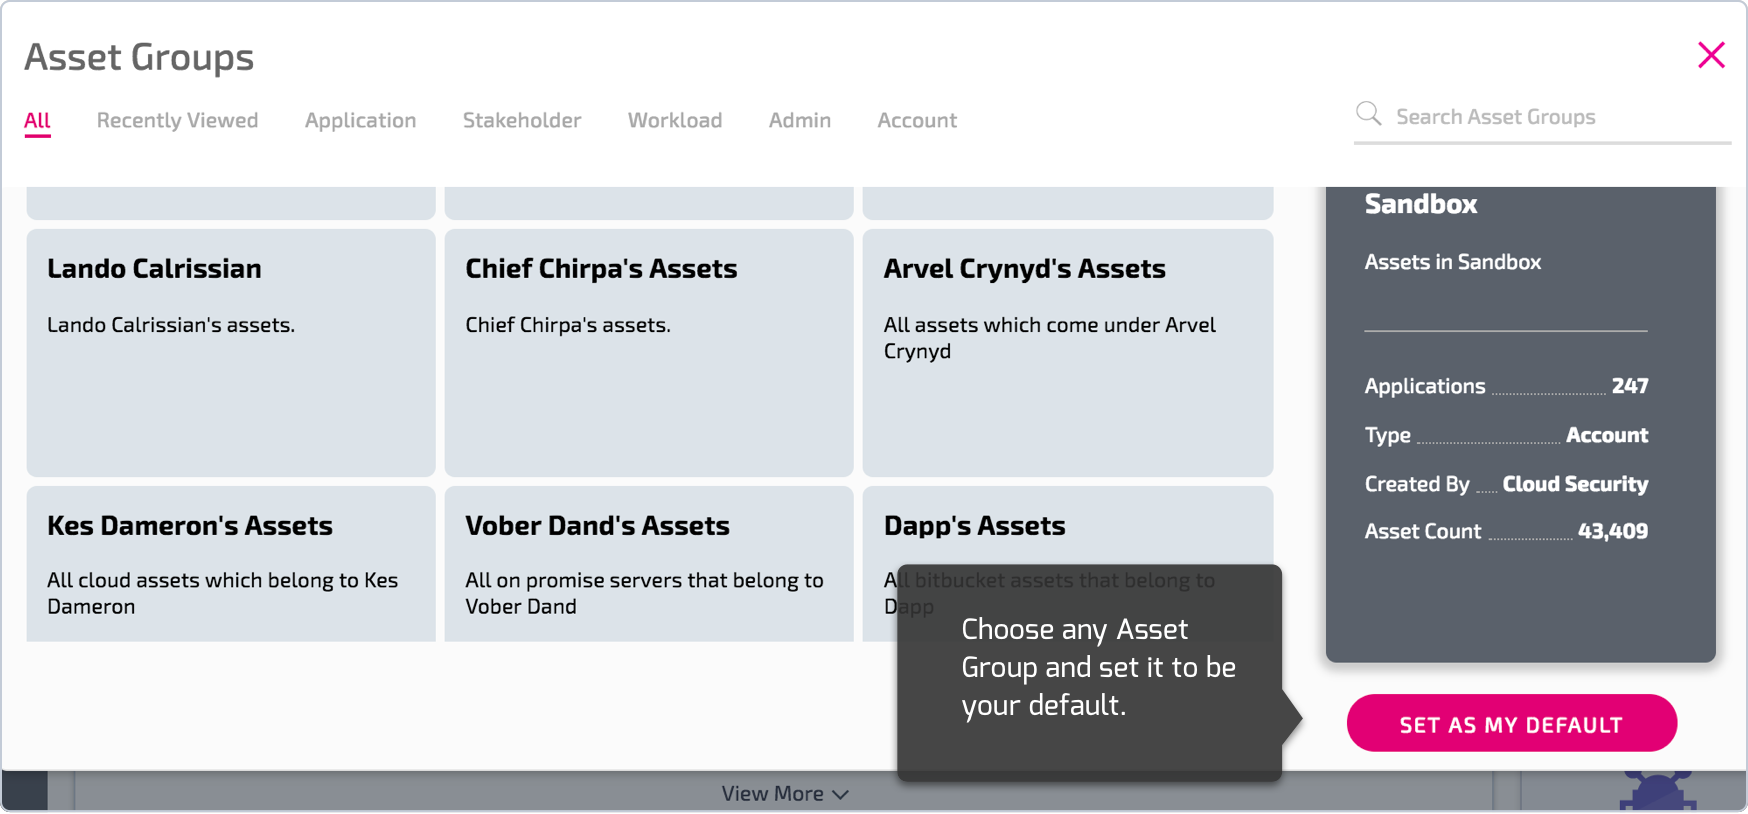 Asset Groups
All
Recently Viewed
Application
Stakeholder
Workload
Admin
Account
Search Asset Groups
Lando Calrissian
Lando Calrissian's assets.
Chief Chirpa's Assets
Chief Chirpa's assets.
Arvel Crynyd's Assets
All assets which come under Arvel
Crynyd
Kes Dameron's Assets
All cloud assets which belong to Kes
Dameron
Vober Dand's Assets
All on promise servers that belong to
Vober Dand
Dapp's Assets
All bitbucket assets that belong to
Dapp
Sandbox
Assets in Sandbox
Applications 247
Type Account
Created By Cloud Security
Asset Count 43,409
Choose any Asset
Group and set it to be
your default.
SET AS MY DEFAULT
View More